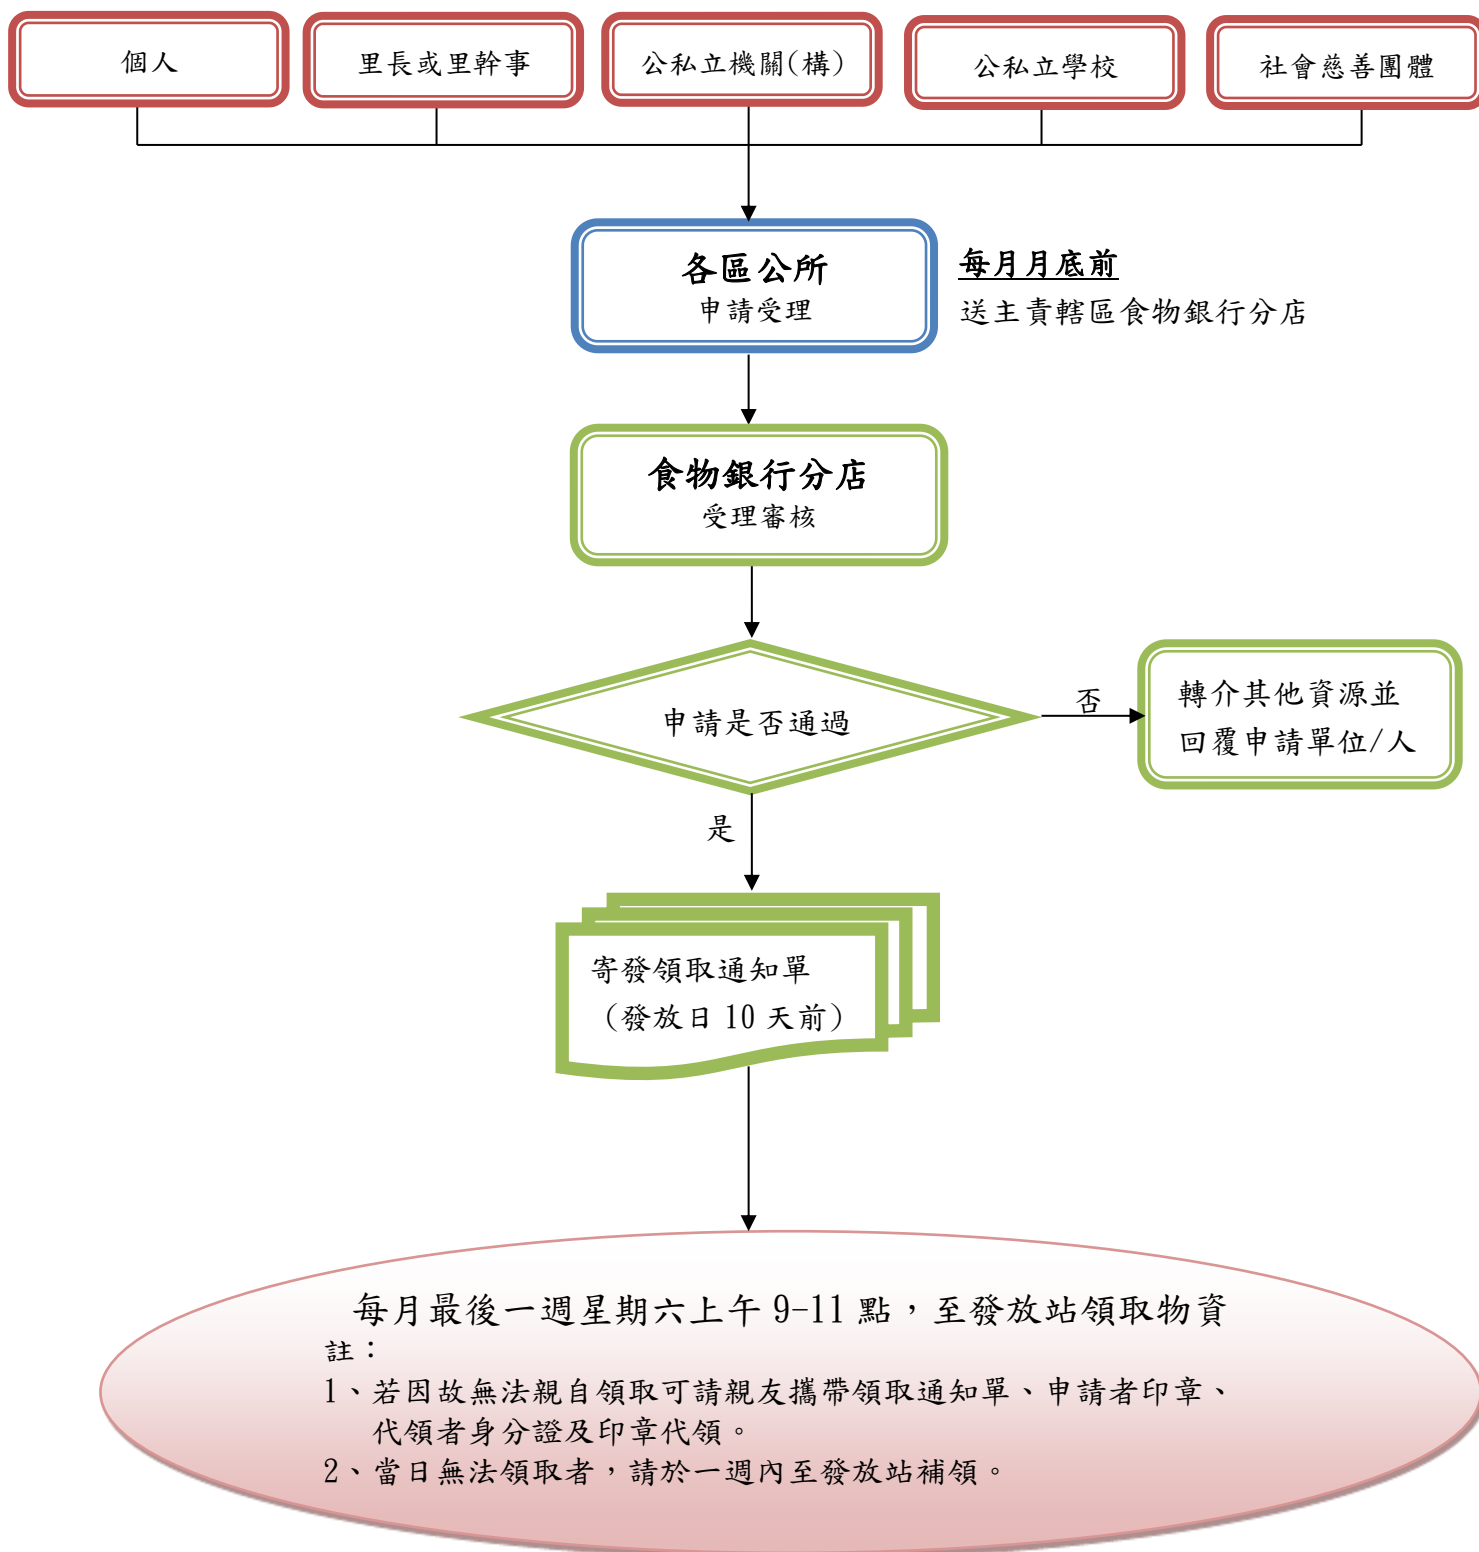 個人
里長或里幹事
公私立機關(構)
公私立學校
社會慈善團體
各區公所
申請受理
每月月底前
送主責轄區食物銀行分店
食物銀行分店
受理審核
申請是否通過
否
轉介其他資源並
回覆申請單位/人
是
寄發領取通知單
(發放日 10 天前)
每月最後一週星期六上午 9-11 點，至發放站領取物資
註：
1、若因故無法親自領取可請親友攜帶領取通知單、申請者印章、
代領者身分證及印章代領。
2、當日無法領取者，請於一週內至發放站補領。